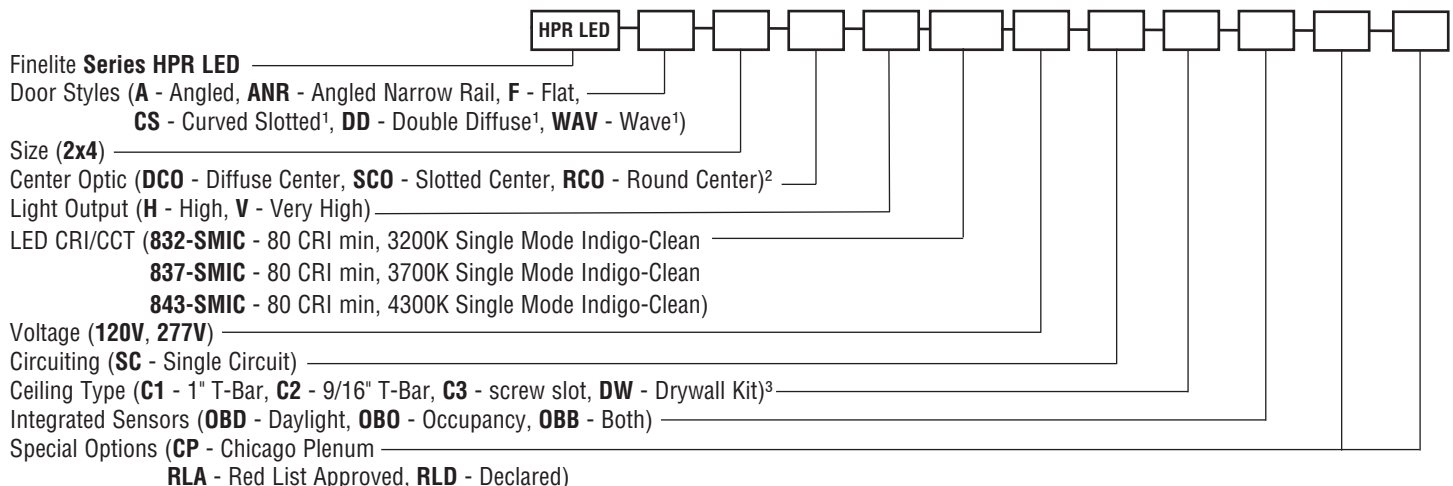 HPR LED
Finelite Series HPR LED
Door Styles (A - Angled, ANR - Angled Narrow Rail, F - Flat,
CS - Curved Slotted¹, DD - Double Diffuse¹, WAV - Wave¹)
Size (2x4)
Center Optic (DCO - Diffuse Center, SCO - Slotted Center, RCO - Round Center)²
Light Output (H - High, V - Very High)
LED CRI/CCT (832-SMIC - 80 CRI min, 3200K Single Mode Indigo-Clean
837-SMIC - 80 CRI min, 3700K Single Mode Indigo-Clean
843-SMIC - 80 CRI min, 4300K Single Mode Indigo-Clean)
Voltage (120V, 277V)
Circuiting (SC - Single Circuit)
Ceiling Type (C1 - 1" T-Bar, C2 - 9/16" T-Bar, C3 - screw slot, DW - Drywall Kit)³
Integrated Sensors (OBD - Daylight, OBO - Occupancy, OBB - Both)
Special Options (CP - Chicago Plenum
RLA - Red List Approved, RLD - Declared)